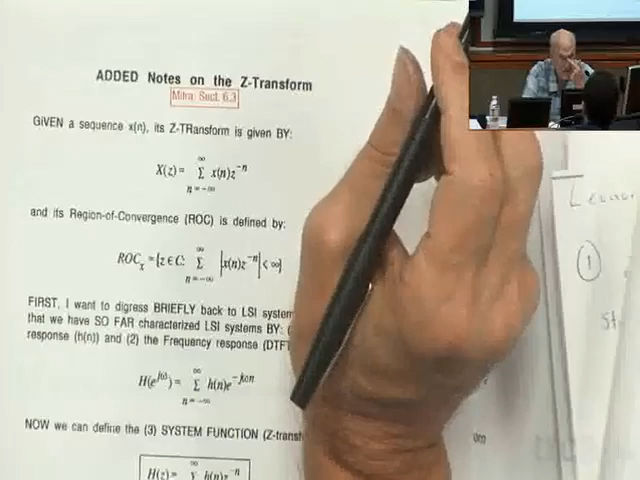 ADDED Notes on the Z-Transform
Mitra: Sect. 6.3
GIVEN a sequence x(n), its Z-TRansform is given BY:
X(z) = ∞ Σ n = -∞ x(n)z^-n
and its Region-of-Convergence (ROC) is defined by:
ROC_x = {z ∈ C: ∞ Σ n = -∞ |x(n)z^-n| < ∞}
FIRST, I want to digress BRIEFLY back to LSI system
that we have SO FAR characterized LSI systems BY: (
response (h(n)) and (2) the Frequency response (DTF
H(e^jω) = ∞ Σ n = -∞ h(n)e^-jωn
NOW we can define the (3) SYSTEM FUNCTION (Z-transf
H(z) = ∞ Σ h(n)z^-n
1